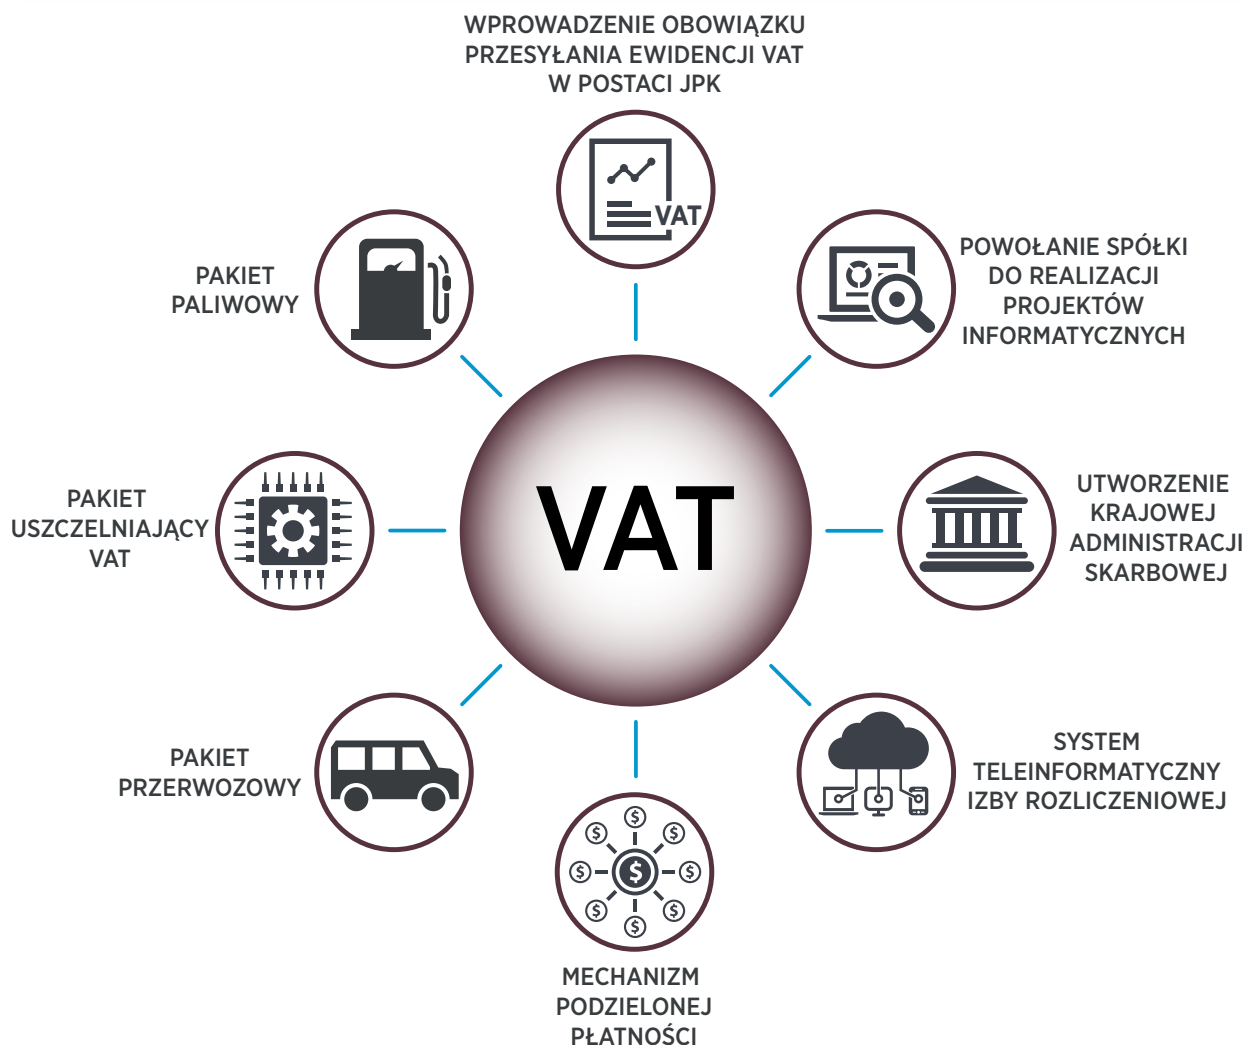 WPROWADZENIE OBOWIĄZKU
PRZESYŁANIA EWIDENCJI VAT
W POSTACI JPK
VAT
POWOŁANIE SPÓŁKI
DO REALIZACJI
PROJEKTÓW
INFORMATYCZNYCH
PAKIET
PALIWOWY
VAT
UTWORZENIE
KRAJOWEJ
ADMINISTRACJI
SKARBOWEJ
PAKIET
USZCZELNIAJĄCY
VAT
SYSTEM
TELEINFORMATYCZNY
IZBY ROZLICZENIOWEJ
PAKIET
PRZERWOZOWY
$
$
$
$
$
$
$
$
$
MECHANIZM
PODZIELONEJ
PŁATNOŚCI